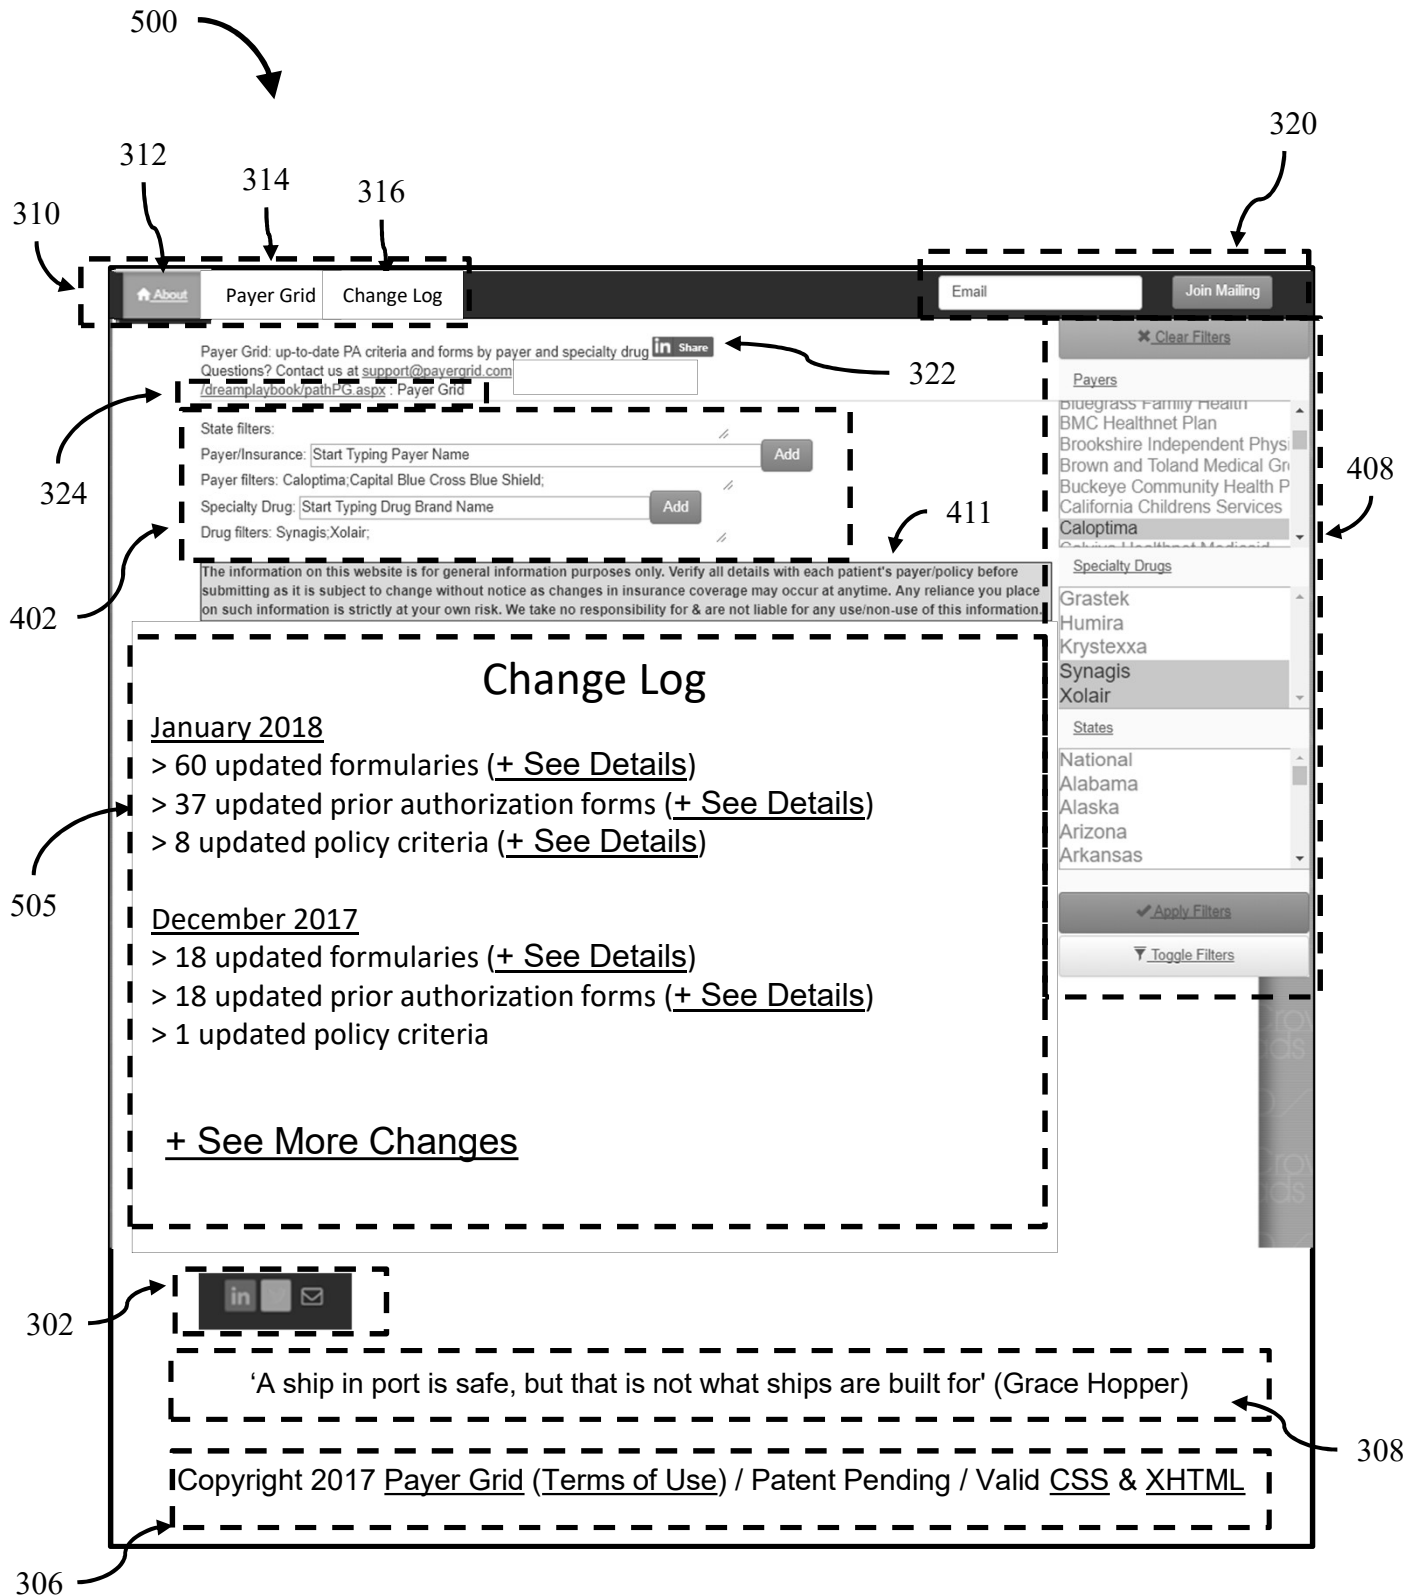 500
320
312
314
316
310
About
Payer Grid
Change Log
Email
Join Mailing
Payer Grid: up-to-date PA criteria and forms by payer and specialty drug
in Share
Questions? Contact us at support@payergrid.com
/dreamplaybook/pathPG.aspx : Payer Grid
322
324
State filters:
Payer/Insurance: Start Typing Payer Name Add
Payer filters: Caloptima;Capital Blue Cross Blue Shield;
Specialty Drug: Start Typing Drug Brand Name Add
Drug filters: Synagis;Xolair;
402
411
The information on this website is for general information purposes only. Verify all details with each patient's payer/policy before
submitting as it is subject to change without notice as changes in insurance coverage may occur at anytime. Any reliance you place
on such information is strictly at your own risk. We take no responsibility for & are not liable for any use/non-use of this information.
Clear Filters
Payers
Bluegrass Family Health
BMC Healthnet Plan
Brookshire Independent Physi
Brown and Toland Medical Gr
Buckeye Community Health P
California Childrens Services
Caloptima
408
Specialty Drugs
Grastek
Humira
Krystexxa
Synagis
Xolair
States
National
Alabama
Alaska
Arizona
Arkansas
Apply Filters
Toggle Filters
Change Log
January 2018
> 60 updated formularies (+ See Details)
> 37 updated prior authorization forms (+ See Details)
> 8 updated policy criteria (+ See Details)
505
December 2017
> 18 updated formularies (+ See Details)
> 18 updated prior authorization forms (+ See Details)
> 1 updated policy criteria
+ See More Changes
in
302
‘A ship in port is safe, but that is not what ships are built for' (Grace Hopper)
308
Copyright 2017 Payer Grid (Terms of Use) / Patent Pending / Valid CSS & XHTML
306